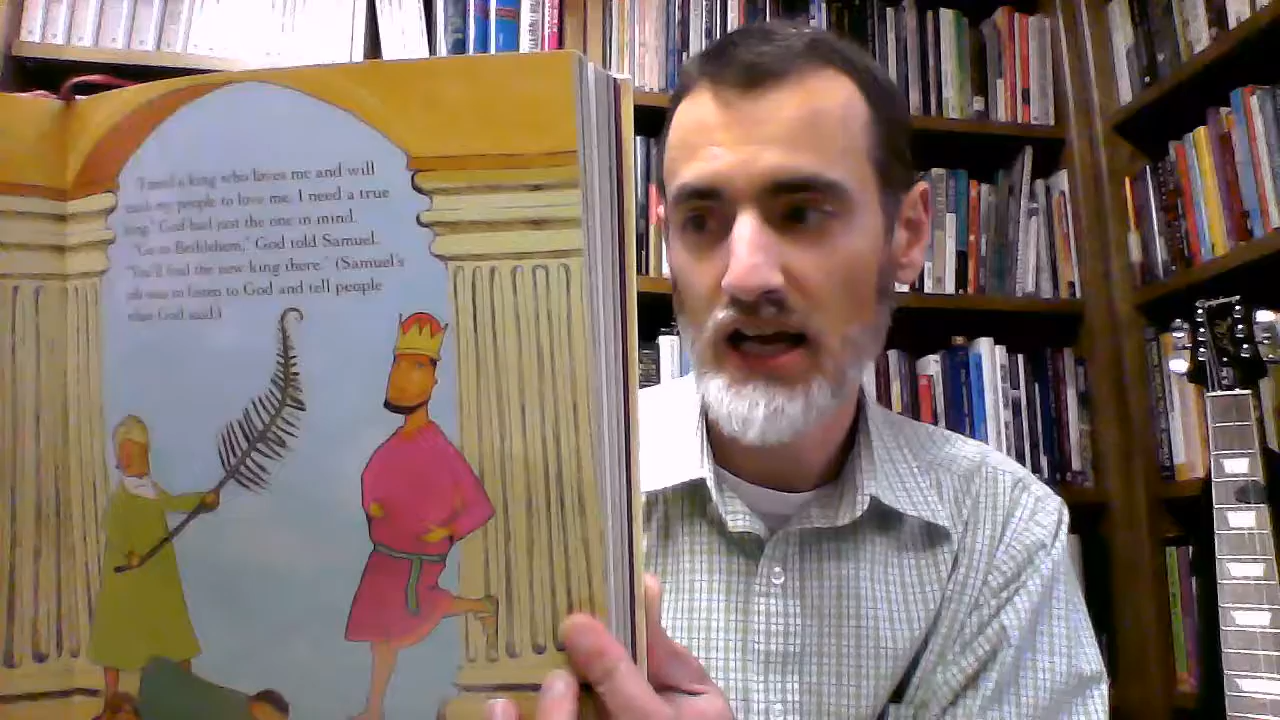 "I need a king who loves me and will
teach my people to love me. I need a true
king." God had just the one in mind.
"Go to Bethlehem," God told Samuel.
"You'll find the new king there." (Samuel's
job was to listen to God and tell people
what God said.)